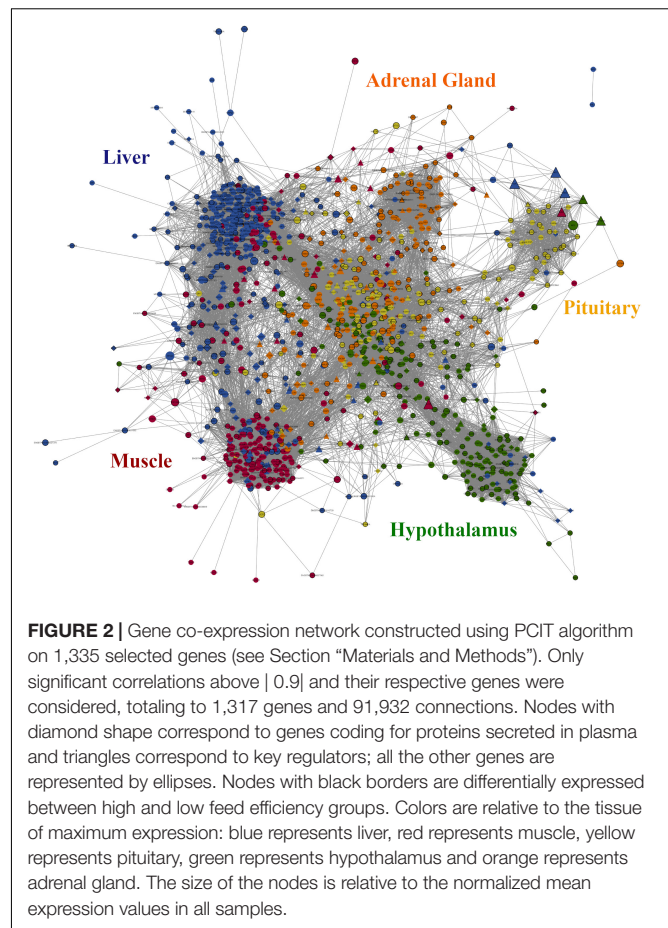 Adrenal Gland
Liver
Pituitary
Muscle
Hypothalamus
FIGURE 2 | Gene co-expression network constructed using PCIT algorithm
on 1,335 selected genes (see Section “Materials and Methods”). Only
significant correlations above | 0.9| and their respective genes were
considered, totaling to 1,317 genes and 91,932 connections. Nodes with
diamond shape correspond to genes coding for proteins secreted in plasma
and triangles correspond to key regulators; all the other genes are
represented by ellipses. Nodes with black borders are differentially expressed
between high and low feed efficiency groups. Colors are relative to the tissue
of maximum expression: blue represents liver, red represents muscle, yellow
represents pituitary, green represents hypothalamus and orange represents
adrenal gland. The size of the nodes is relative to the normalized mean
expression values in all samples.